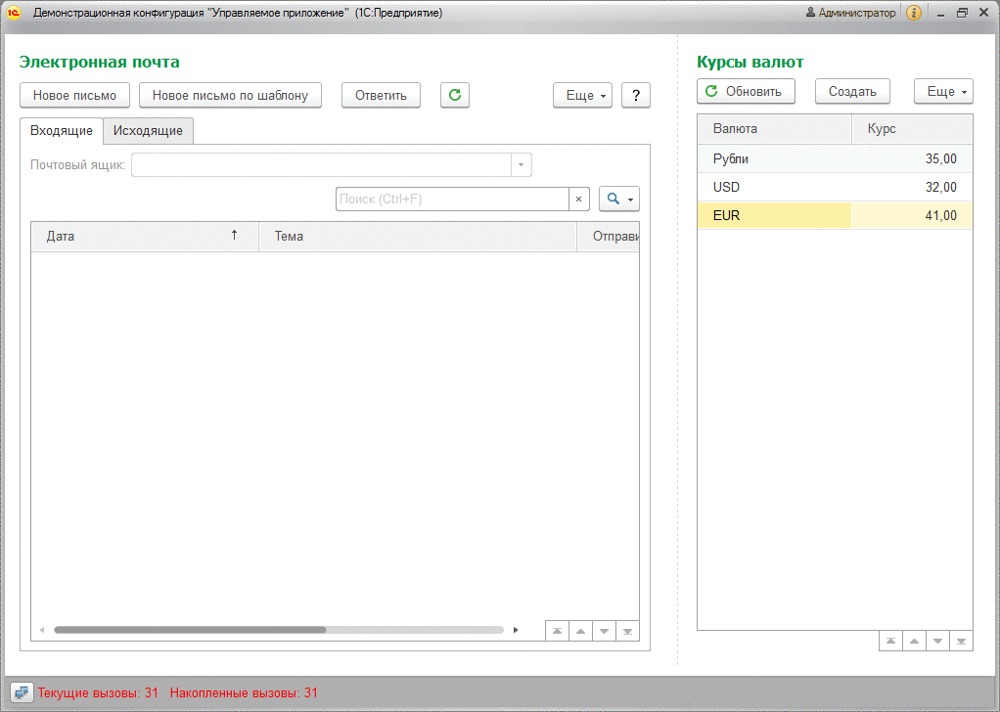 1С Демонстрационная конфигурация "Управляемое приложение" (1С:Предприятие) Администратор i
Электронная почта
Новое письмо Новое письмо по шаблону Ответить Еще ?
Входящие Исходящие
Почтовый ящик:
Поиск (Ctrl+F) ×
Дата ↑ Тема Отправи
Курсы валют
Обновить Создать Еще
Валюта Курс
Рубли 35,00
USD 32,00
EUR 41,00
Текущие вызовы: 31 Накопленные вызовы: 31